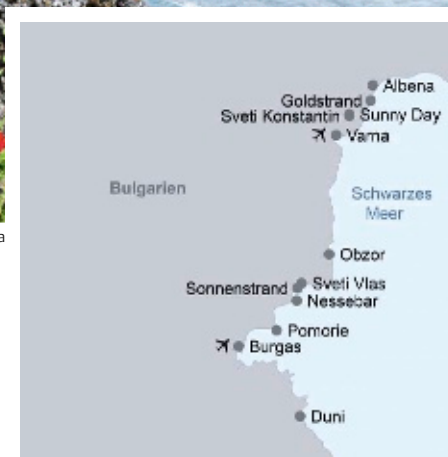 Albena
Goldstrand
Sveti Konstantin Sunny Day
Varna
Bulgarien
Schwarzes
Meer
a
Obzor
Sveti Vlas
Sonnenstrand
Nessebar
Pomorie
Burgas
Duni